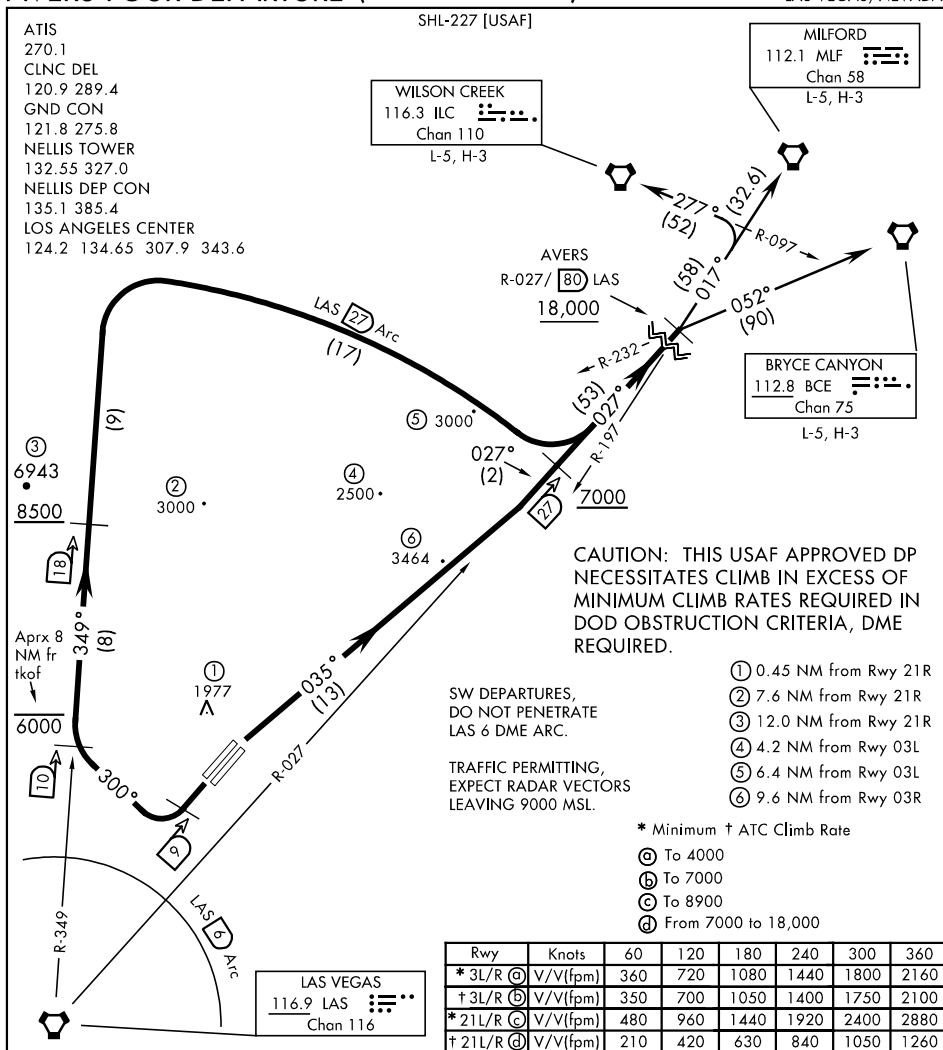 SHL-227 [USAF]
ATIS
270.1
CLNC DEL
120.9 289.4
GND CON
121.8 275.8
NELLIS TOWER
132.55 327.0
NELLIS DEP CON
135.1 385.4
LOS ANGELES CENTER
124.2 134.65 307.9 343.6
MILFORD
112.1 MLF
Chan 58
L-5, H-3
WILSON CREEK
116.3 ILC
Chan 110
L-5, H-3
277°
(52)
(32.6)
R-097
(58)
017°
052°
(90)
AVERS
R-027/ 80 LAS
18,000
BRYCE CANYON
112.8 BCE
Chan 75
L-5, H-3
LAS 27 Arc
(17)
R-232
(53)
027°
R-197
(9)
⑤ 3000
027°
(2)
27
7000
③
6943
8500
②
3000
④
2500
⑥
3464
18
349°
(8)
Aprx 8
NM fr
tkof
6000
①
1977
035°
(13)
R-027
10
300°
9
R-349
LAS 6 Arc
LAS VEGAS
116.9 LAS
Chan 116
CAUTION: THIS USAF APPROVED DP
NECESSITATES CLIMB IN EXCESS OF
MINIMUM CLIMB RATES REQUIRED IN
DOD OBSTRUCTION CRITERIA, DME
REQUIRED.
SW DEPARTURES,
DO NOT PENETRATE
LAS 6 DME ARC.
TRAFFIC PERMITTING,
EXPECT RADAR VECTORS
LEAVING 9000 MSL.
① 0.45 NM from Rwy 21R
② 7.6 NM from Rwy 21R
③ 12.0 NM from Rwy 21R
④ 4.2 NM from Rwy 03L
⑤ 6.4 NM from Rwy 03L
⑥ 9.6 NM from Rwy 03R
* Minimum † ATC Climb Rate
ⓐ To 4000
ⓑ To 7000
ⓒ To 8900
ⓓ From 7000 to 18,000
Rwy Knots 60 120 180 240 300 360
* 3L/R ⓐ V/V(fpm) 360 720 1080 1440 1800 2160
† 3L/R ⓑ V/V(fpm) 350 700 1050 1400 1750 2100
* 21L/R ⓒ V/V(fpm) 480 960 1440 1920 2400 2880
† 21L/R ⓓ V/V(fpm) 210 420 630 840 1050 1260